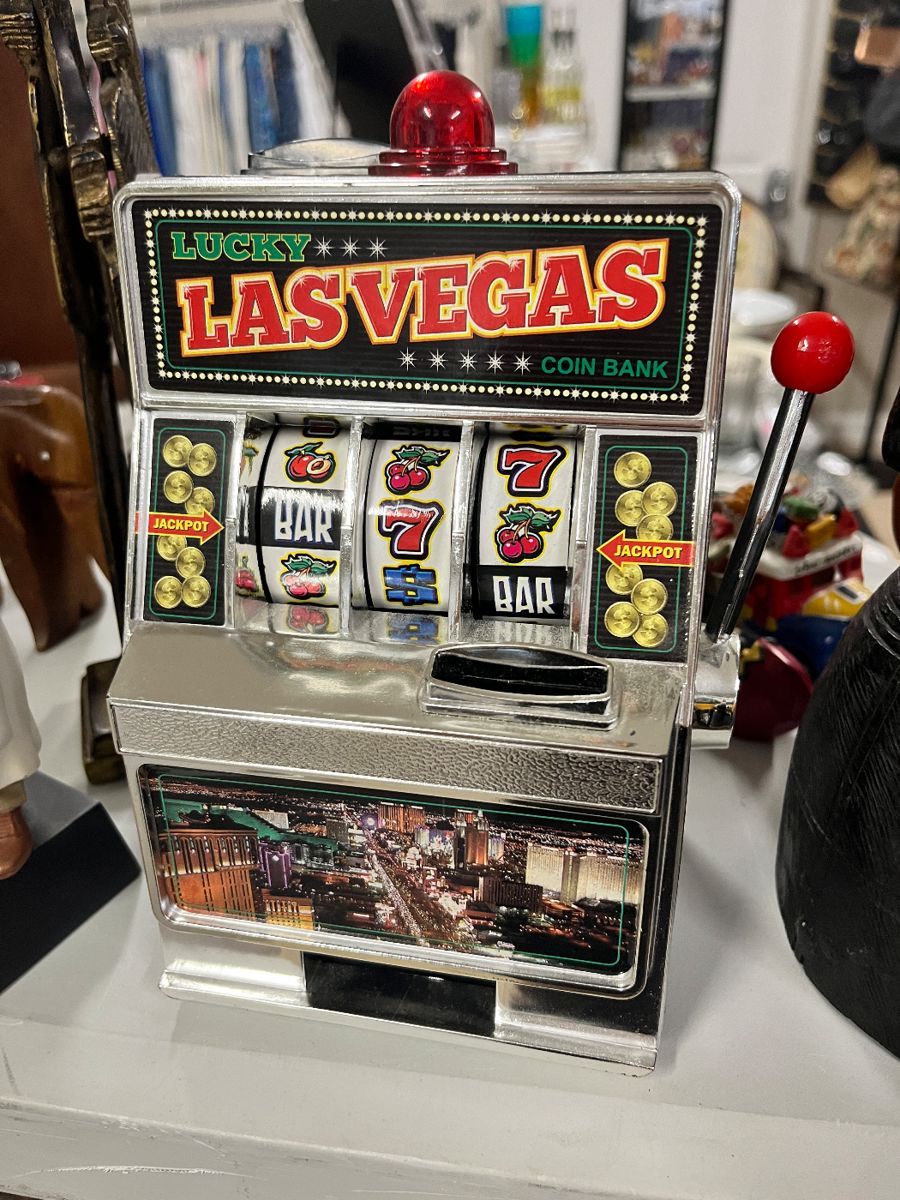 LUCKY
LAS VEGAS
COIN BANK
7
BAR
7
JACKPOT
JACKPOT
BAR